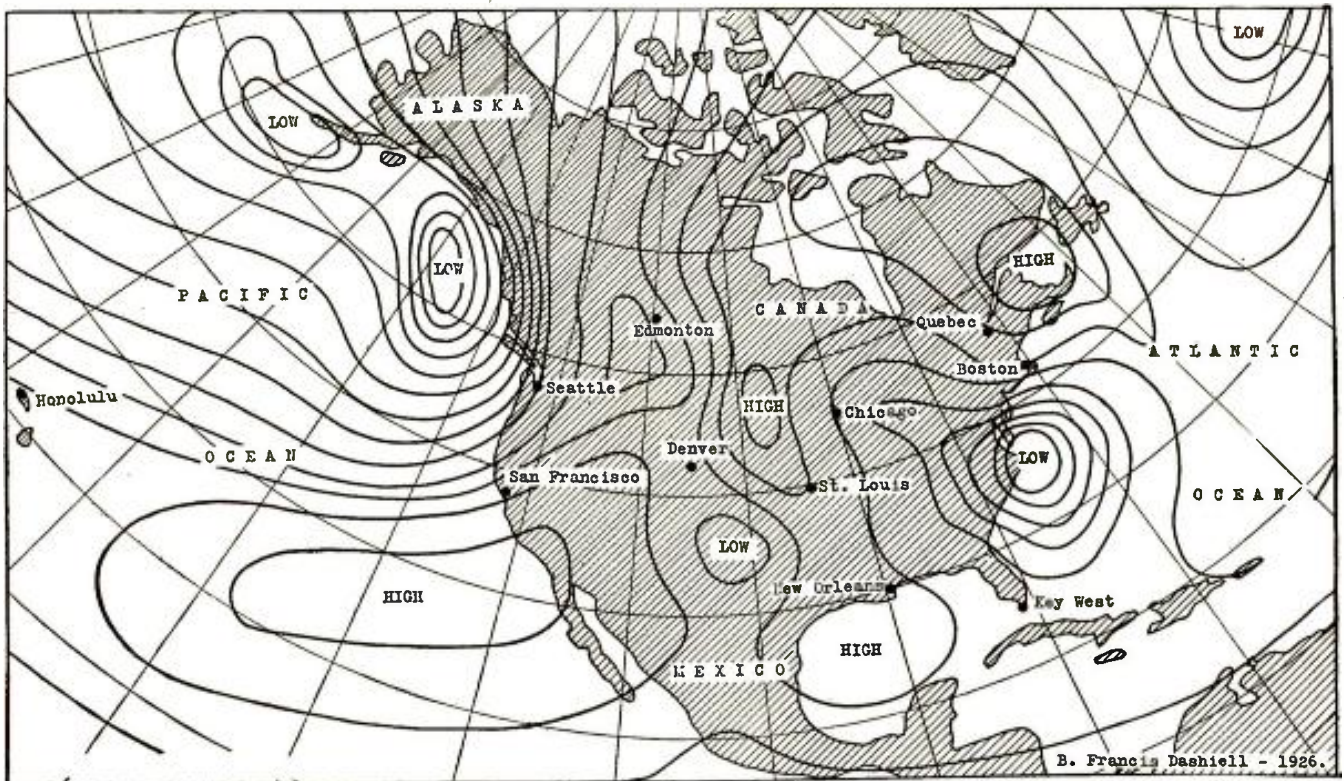 LOW
ALASKA
LOW
LOW
PACIFIC
HIGH
CANADA
Edmonton
Quebec
ATLANTIC
Boston
Seattle
Honolulu
HIGH
Chicago
Denver
OCEAN
LOW
San Francisco
St. Louis
OCEAN
LOW
New Orleans
HIGH
Key West
HIGH
MEXICO
B. Francis Dashiell - 1926.